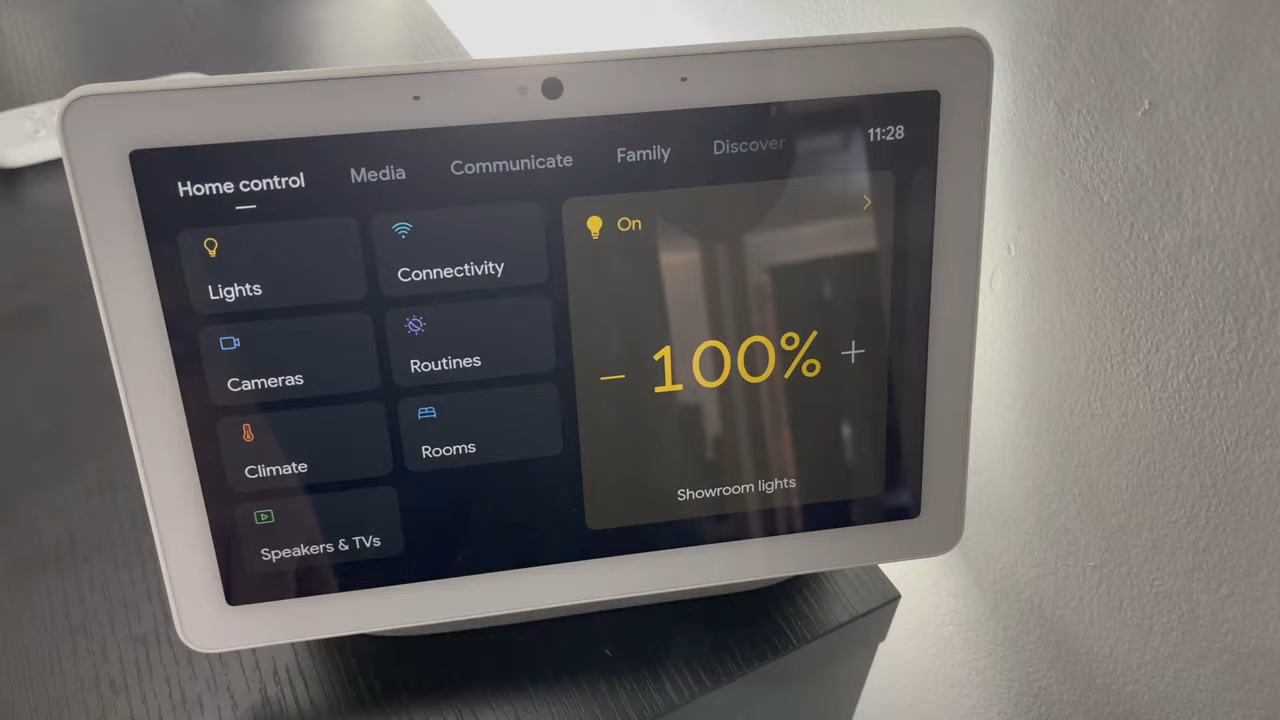 Home control
Media
Communicate
Family
Discover
11:28
Lights
Connectivity
Cameras
Routines
Climate
Rooms
Speakers & TVs
On
– 100% +
Showroom lights